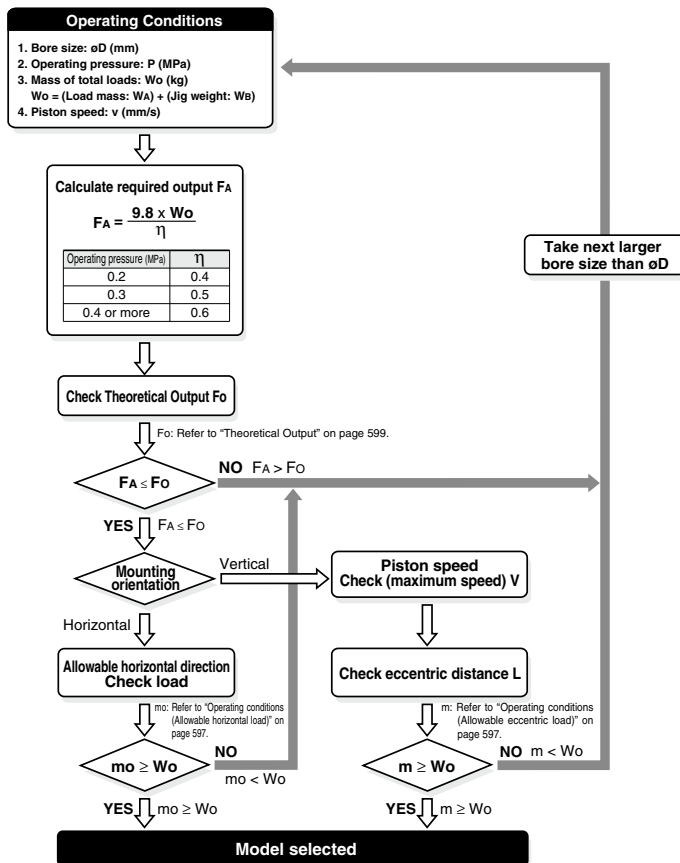 Operating Conditions
1. Bore size: øD (mm)
2. Operating pressure: P (MPa)
3. Mass of total loads: Wo (kg)
Wo = (Load mass: WA) + (Jig weight: WB)
4. Piston speed: v (mm/s)
Calculate required output FA
FA = 9.8 x Wo / η
Operating pressure (MPa) η
0.2 0.4
0.3 0.5
0.4 or more 0.6
Take next larger
bore size than øD
Check Theoretical Output Fo
Fo: Refer to “Theoretical Output” on page 599.
FA ≤ FO
NO FA > FO
YES FA ≤ FO
Mounting
orientation
Vertical
Piston speed
Check (maximum speed) V
Horizontal
Allowable horizontal direction
Check load
Check eccentric distance L
mo: Refer to “Operating conditions
(Allowable horizontal load)” on
page 597.
m: Refer to “Operating conditions
(Allowable eccentric load)” on
page 597.
mo ≥ Wo
NO
mo < Wo
m ≥ Wo
NO m < Wo
YES mo ≥ Wo
YES m ≥ Wo
Model selected